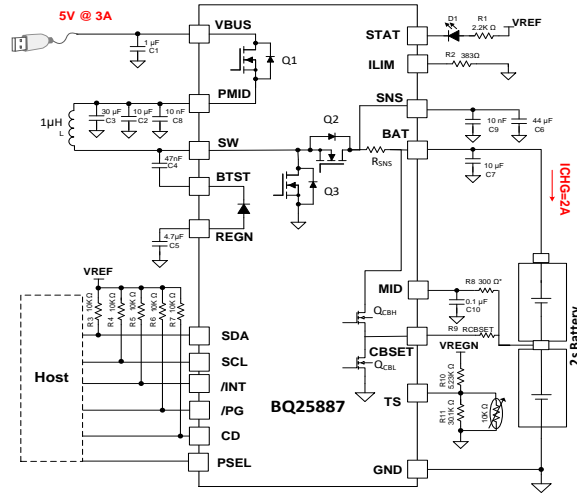 5V @ 3A
VBUS
1 µF
C1
Q1
STAT
D1
R1
2.2K Ω
VREF
ILIM
R2
383Ω
PMID
1µH
L
30 µF
C3
10 µF
C2
10 nF
C8
SNS
10 nF
C9
44 µF
C6
SW
Q2
RSNS
BAT
10 µF
C7
47nF
C4
BTST
Q3
ICHG=2A
REGN
4.7µF
C5
VREF
R3 10K Ω
R4 10K Ω
R5 10K Ω
R6 10K Ω
R7 10K Ω
MID
R8 300 Ω*
0.1 µF
C10
QCBH
R9 RCBSET
CBSET
QCBL
VREGN
R10
5.23K Ω
TS
R11
30.1K Ω
10K Ω
2s Battery
Host
SDA
SCL
/INT
/PG
CD
PSEL
BQ25887
GND